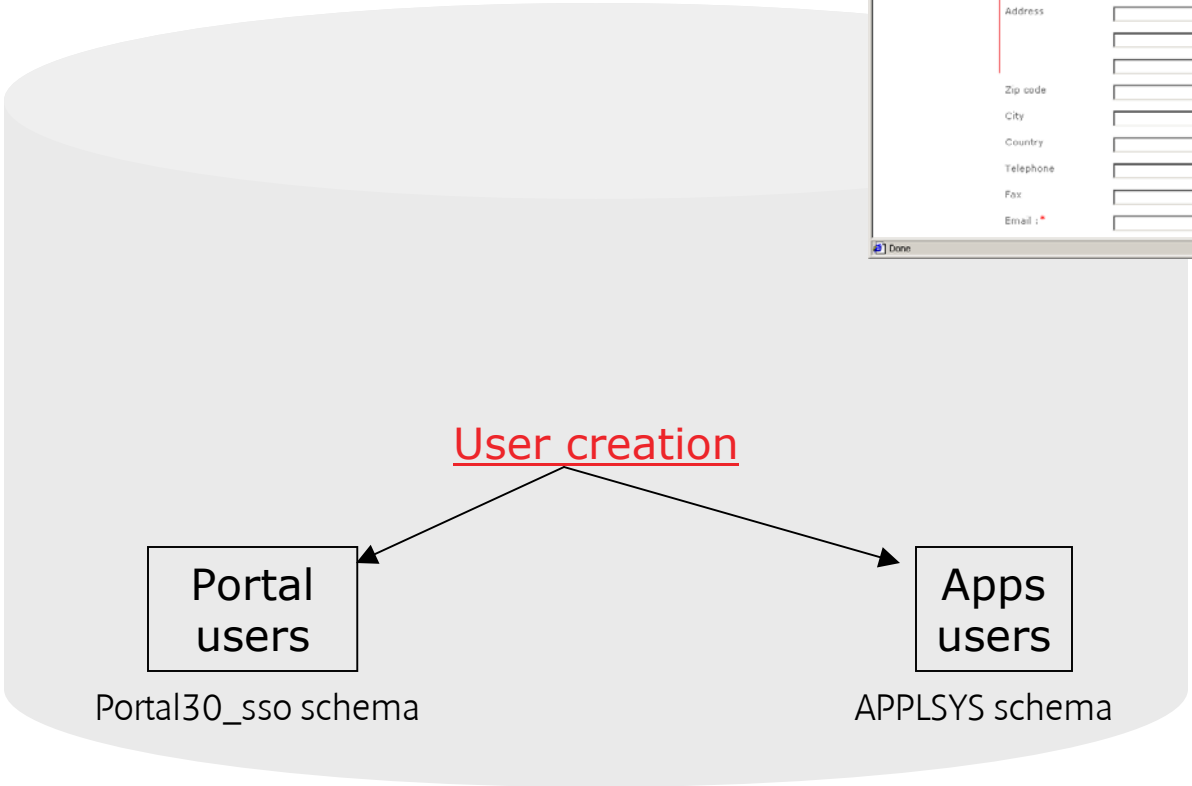 Address
Zip code
City
Country
Telephone
Fax
Email :*
Done
User creation
Portal
users
Apps
users
Portal30_sso schema
APPLSYS schema